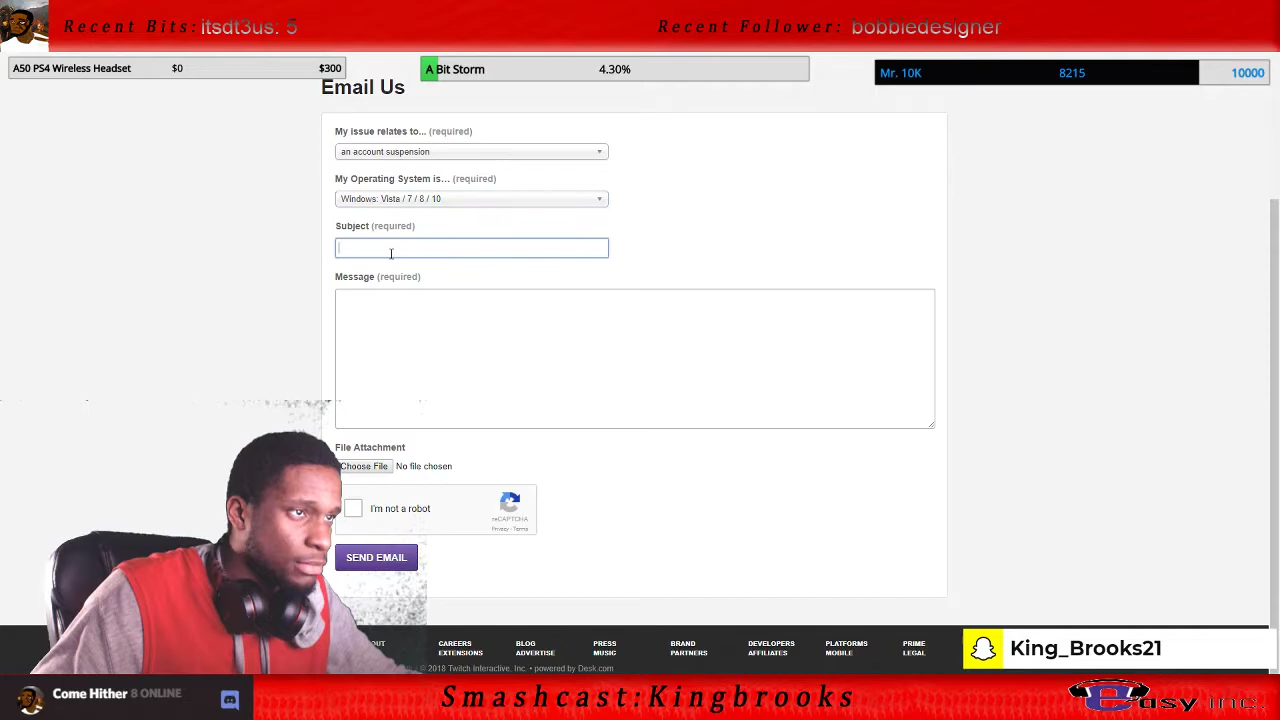 Recent Bits: itsdt3us: 5
Recent Follower: bobbiedesigner
A50 PS4 Wireless Headset $0 $300
A Bit Storm 4.30%
Mr. 10K 8215 10000
Email Us
My issue relates to... (required)
an account suspension
My Operating System is... (required)
Windows: Vista / 7 / 8 / 10
Subject (required)
Message (required)
File Attachment
Choose File No file chosen
I'm not a robot
reCAPTCHA
Privacy - Terms
SEND EMAIL
CAREERS BLOG PRESS BRAND DEVELOPERS PLATFORMS PRIME
EXTENSIONS ADVERTISE MUSIC PARTNERS AFFILIATES MOBILE LEGAL
© 2018 Twitch Interactive, Inc. • powered by Desk.com
King_Brooks21
Come Hither 8 ONLINE
Smashcast:Kingbrooks
easy inc.